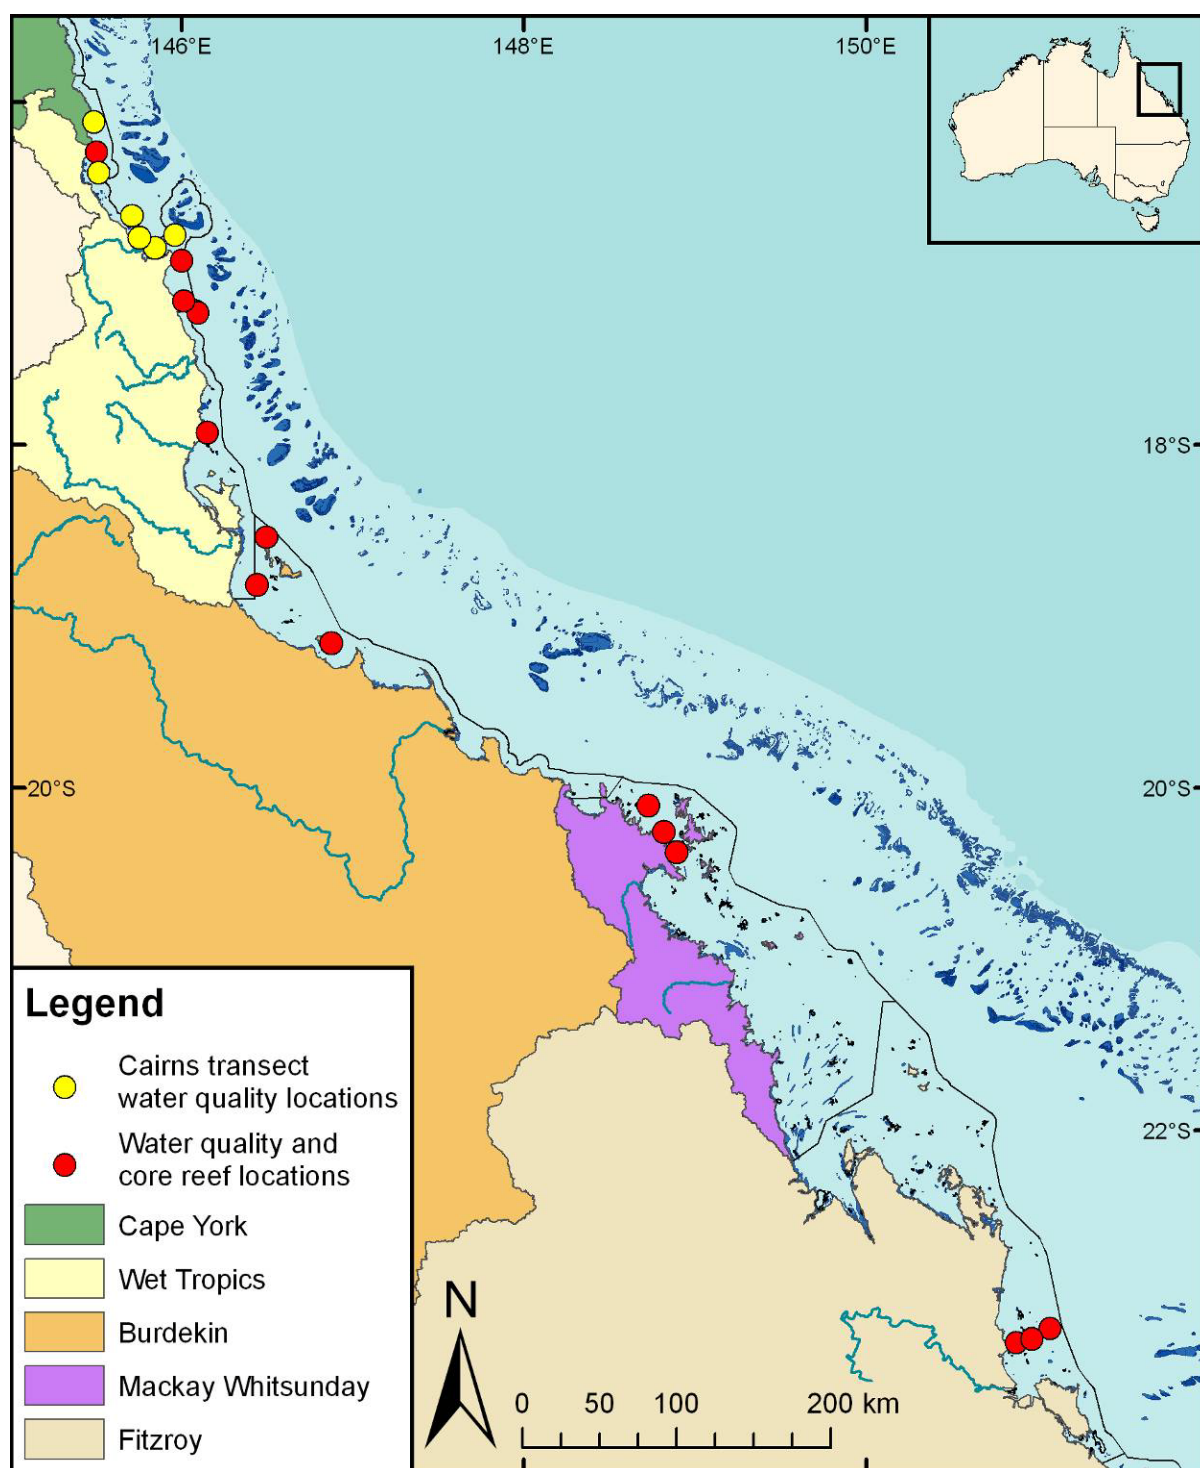 146°E
148°E
150°E
18°S
20°S
20°S
22°S
Legend
Cairns transect
water quality locations
Water quality and
core reef locations
Cape York
Wet Tropics
Burdekin
Mackay Whitsunday
Fitzroy
N
0 50 100 200 km